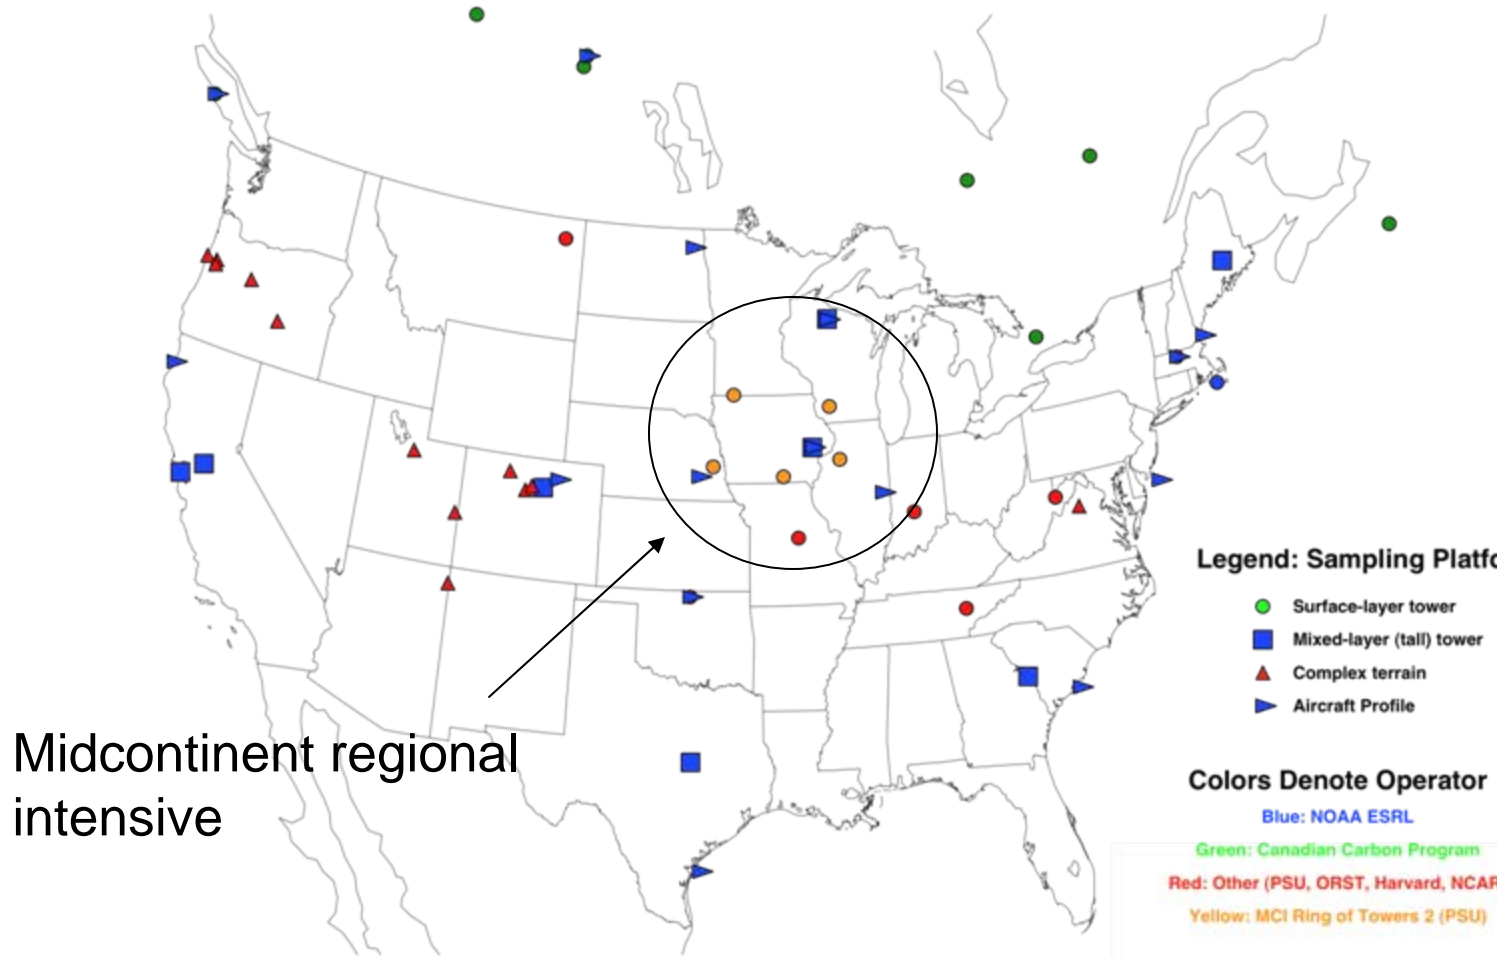 Legend: Sampling Platfo
Surface-layer tower
Mixed-layer (tall) tower
Complex terrain
Aircraft Profile
Midcontinent regional
intensive
Colors Denote Operator
Blue: NOAA ESRL
Green: Canadian Carbon Program
Red: Other (PSU, ORST, Harvard, NCAR
Yellow: MCI Ring of Towers 2 (PSU)